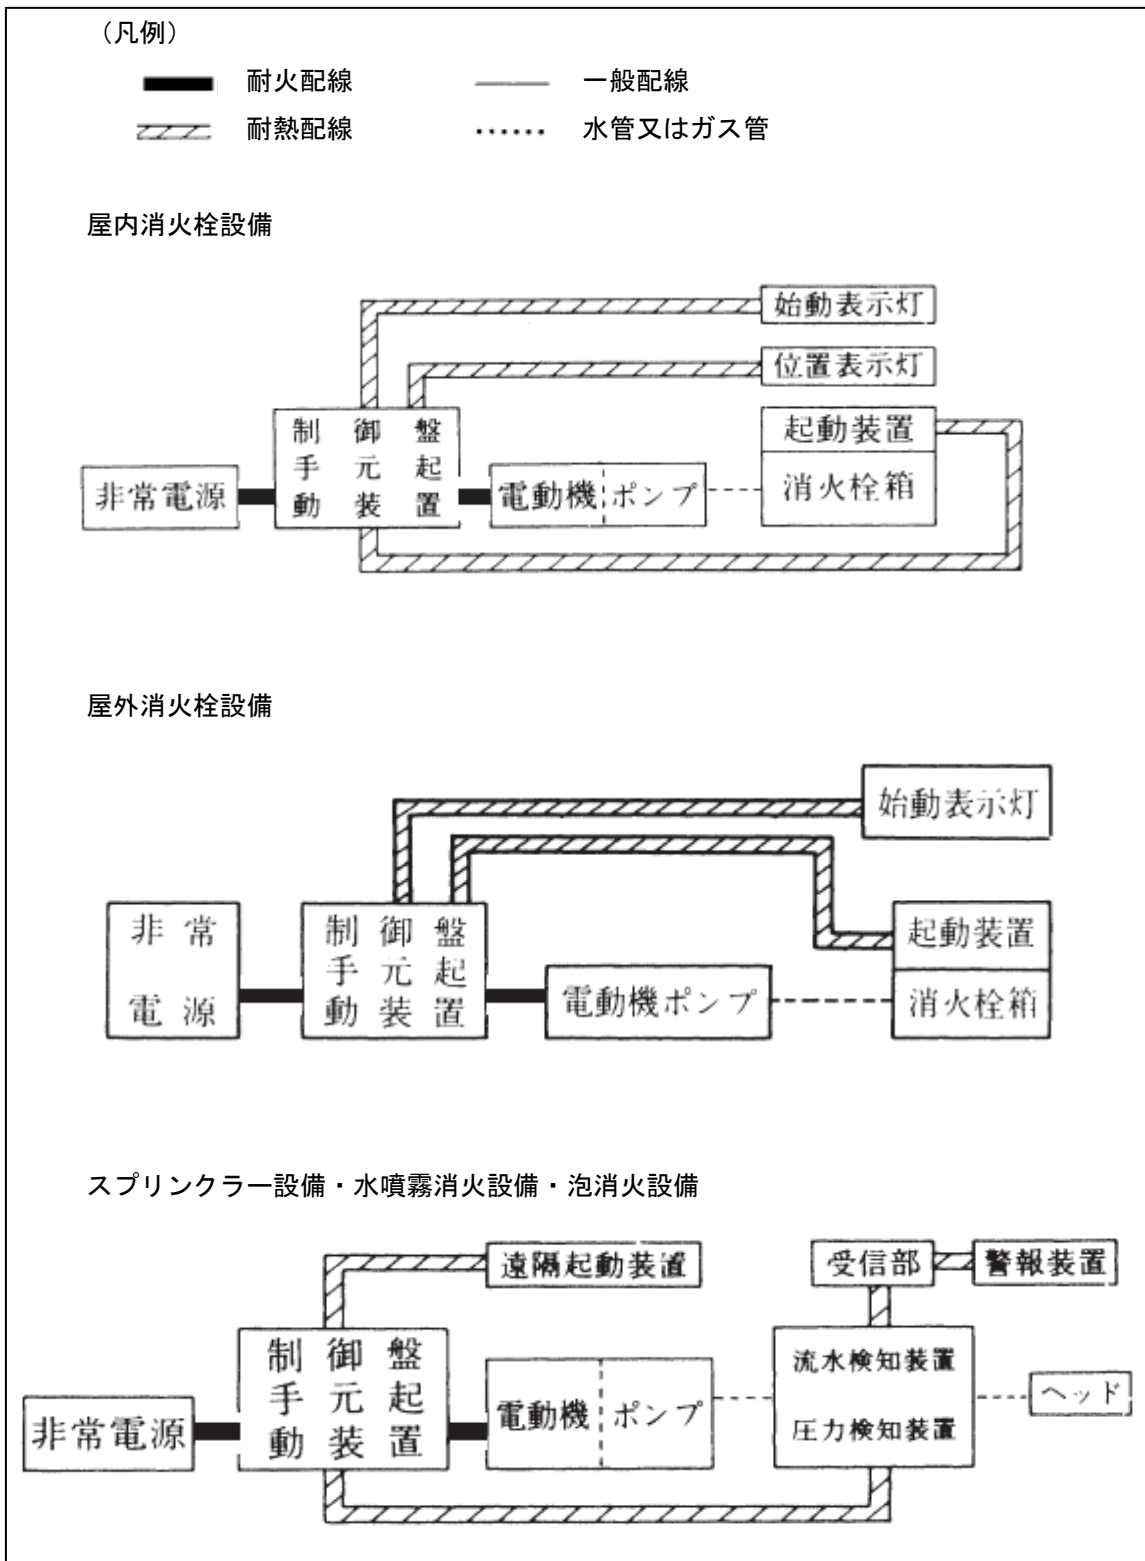 （凡例）
耐火配線
一般配線
耐熱配線
水管又はガス管
屋内消火栓設備
始動表示灯
位置表示灯
制御盤
手元起
動装置
起動装置
消火栓箱
非常電源
電動機
ポンプ
屋外消火栓設備
始動表示灯
非常
電源
制御盤
手元起
動装置
起動装置
消火栓箱
電動機ポンプ
スプリンクラー設備・水噴霧消火設備・泡消火設備
遠隔起動装置
受信部
警報装置
制御盤
手元起
動装置
流水検知装置
圧力検知装置
ヘッド
非常電源
電動機
ポンプ